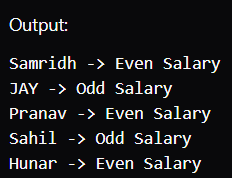 Output:
Samridh -> Even Salary
JAY -> Odd Salary
Pranav -> Even Salary
Sahil -> Odd Salary
Hunar -> Even Salary